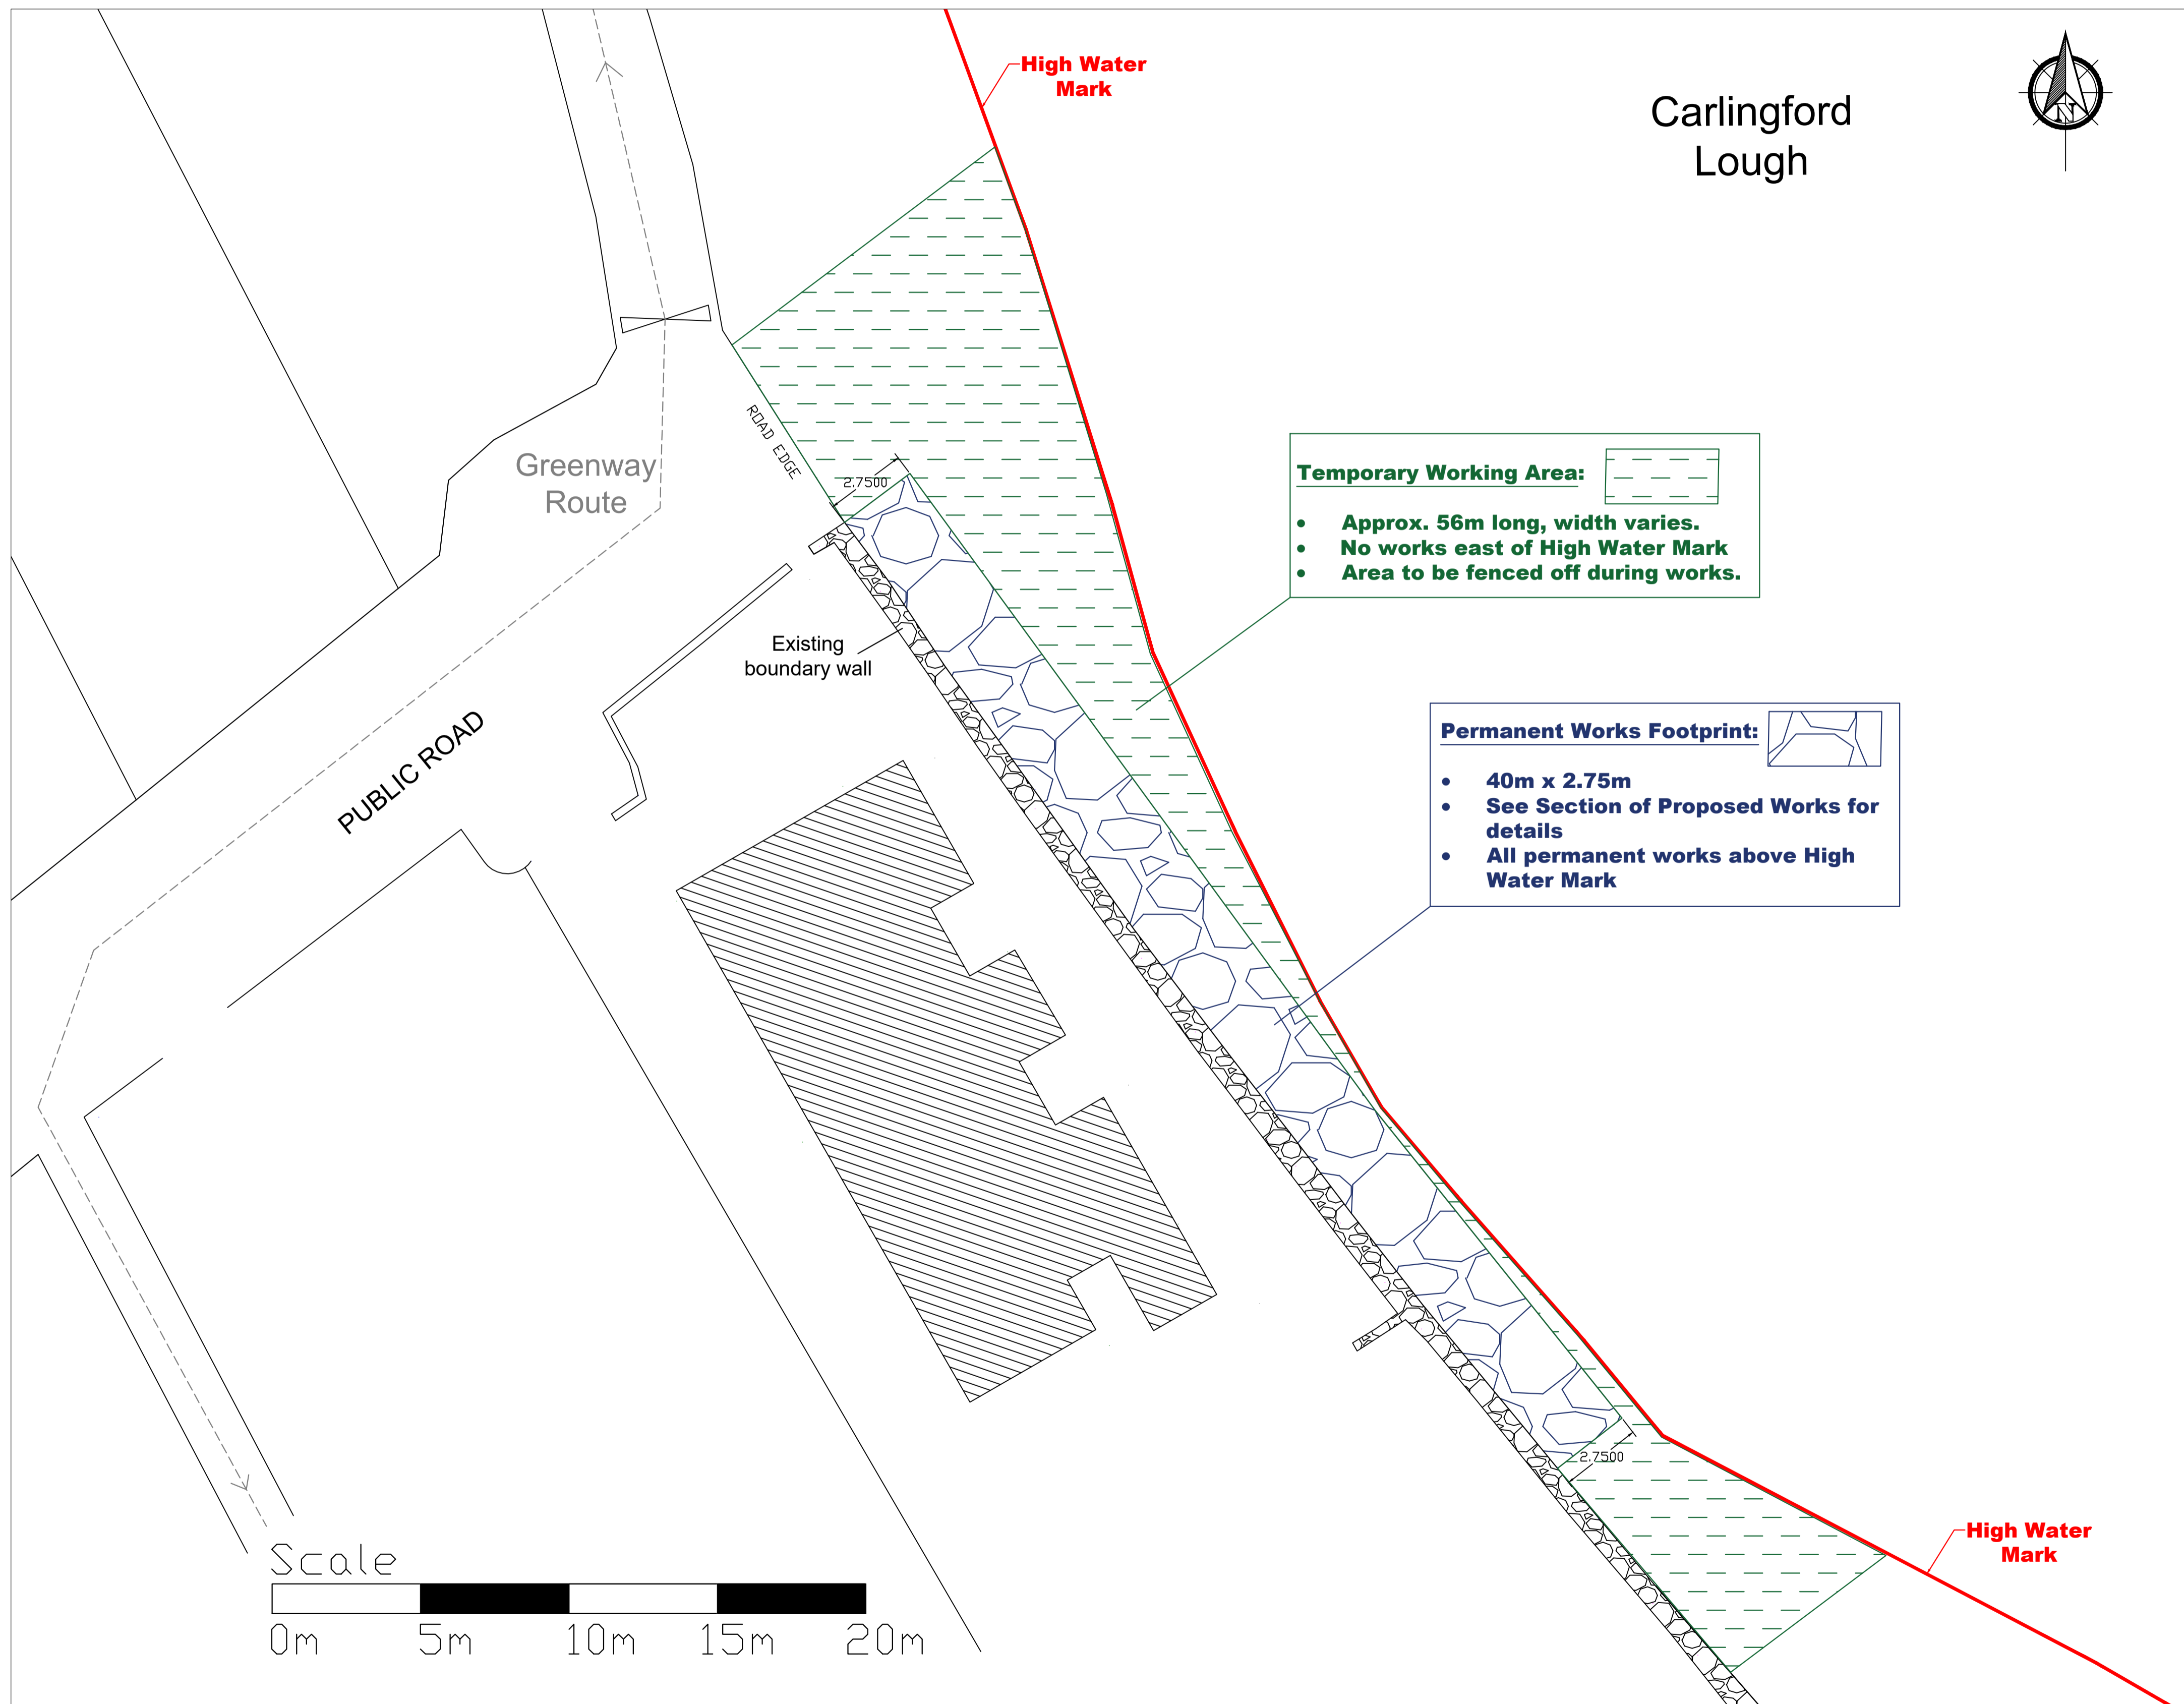 High Water
Mark
Carlingford
Lough
N
ROAD EDGE
2.7500
Greenway
Route
Temporary Working Area:
• Approx. 56m long, width varies.
• No works east of High Water Mark
• Area to be fenced off during works.
Existing
boundary wall
PUBLIC ROAD
Permanent Works Footprint:
• 40m x 2.75m
• See Section of Proposed Works for
details
• All permanent works above High
Water Mark
2.7500
High Water
Mark
Scale
0m 5m 10m 15m 20m